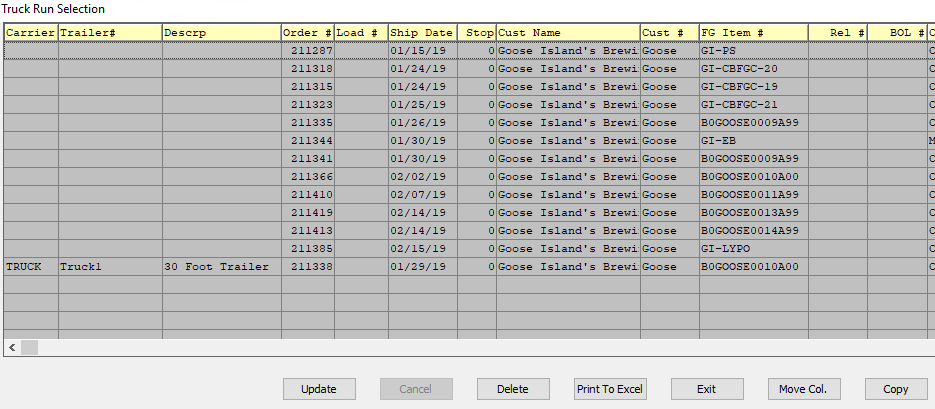 Truck Run Selection
Carrier Trailer# Descrp Order # Load # Ship Date Stop Cust Name Cust # FG Item # Rel # BOL #
211287 01/15/19 0 Goose Island's Brewi Goose GI-PS
211318 01/24/19 0 Goose Island's Brewi Goose GI-CBFGC-20
211315 01/24/19 0 Goose Island's Brewi Goose GI-CBFGC-19
211323 01/25/19 0 Goose Island's Brewi Goose GI-CBFGC-21
211335 01/26/19 0 Goose Island's Brewi Goose B0GOOSE0009A99
211344 01/30/19 0 Goose Island's Brewi Goose GI-EB
211341 01/30/19 0 Goose Island's Brewi Goose B0GOOSE0009A99
211366 02/02/19 0 Goose Island's Brewi Goose B0GOOSE0010A00
211410 02/07/19 0 Goose Island's Brewi Goose B0GOOSE0011A99
211419 02/14/19 0 Goose Island's Brewi Goose B0GOOSE0013A99
211413 02/14/19 0 Goose Island's Brewi Goose B0GOOSE0014A99
211385 02/15/19 0 Goose Island's Brewi Goose GI-LYPO
TRUCK Truck1 30 Foot Trailer 211338 01/29/19 0 Goose Island's Brewi Goose B0GOOSE0010A00
Update Cancel Delete Print To Excel Exit Move Col. Copy